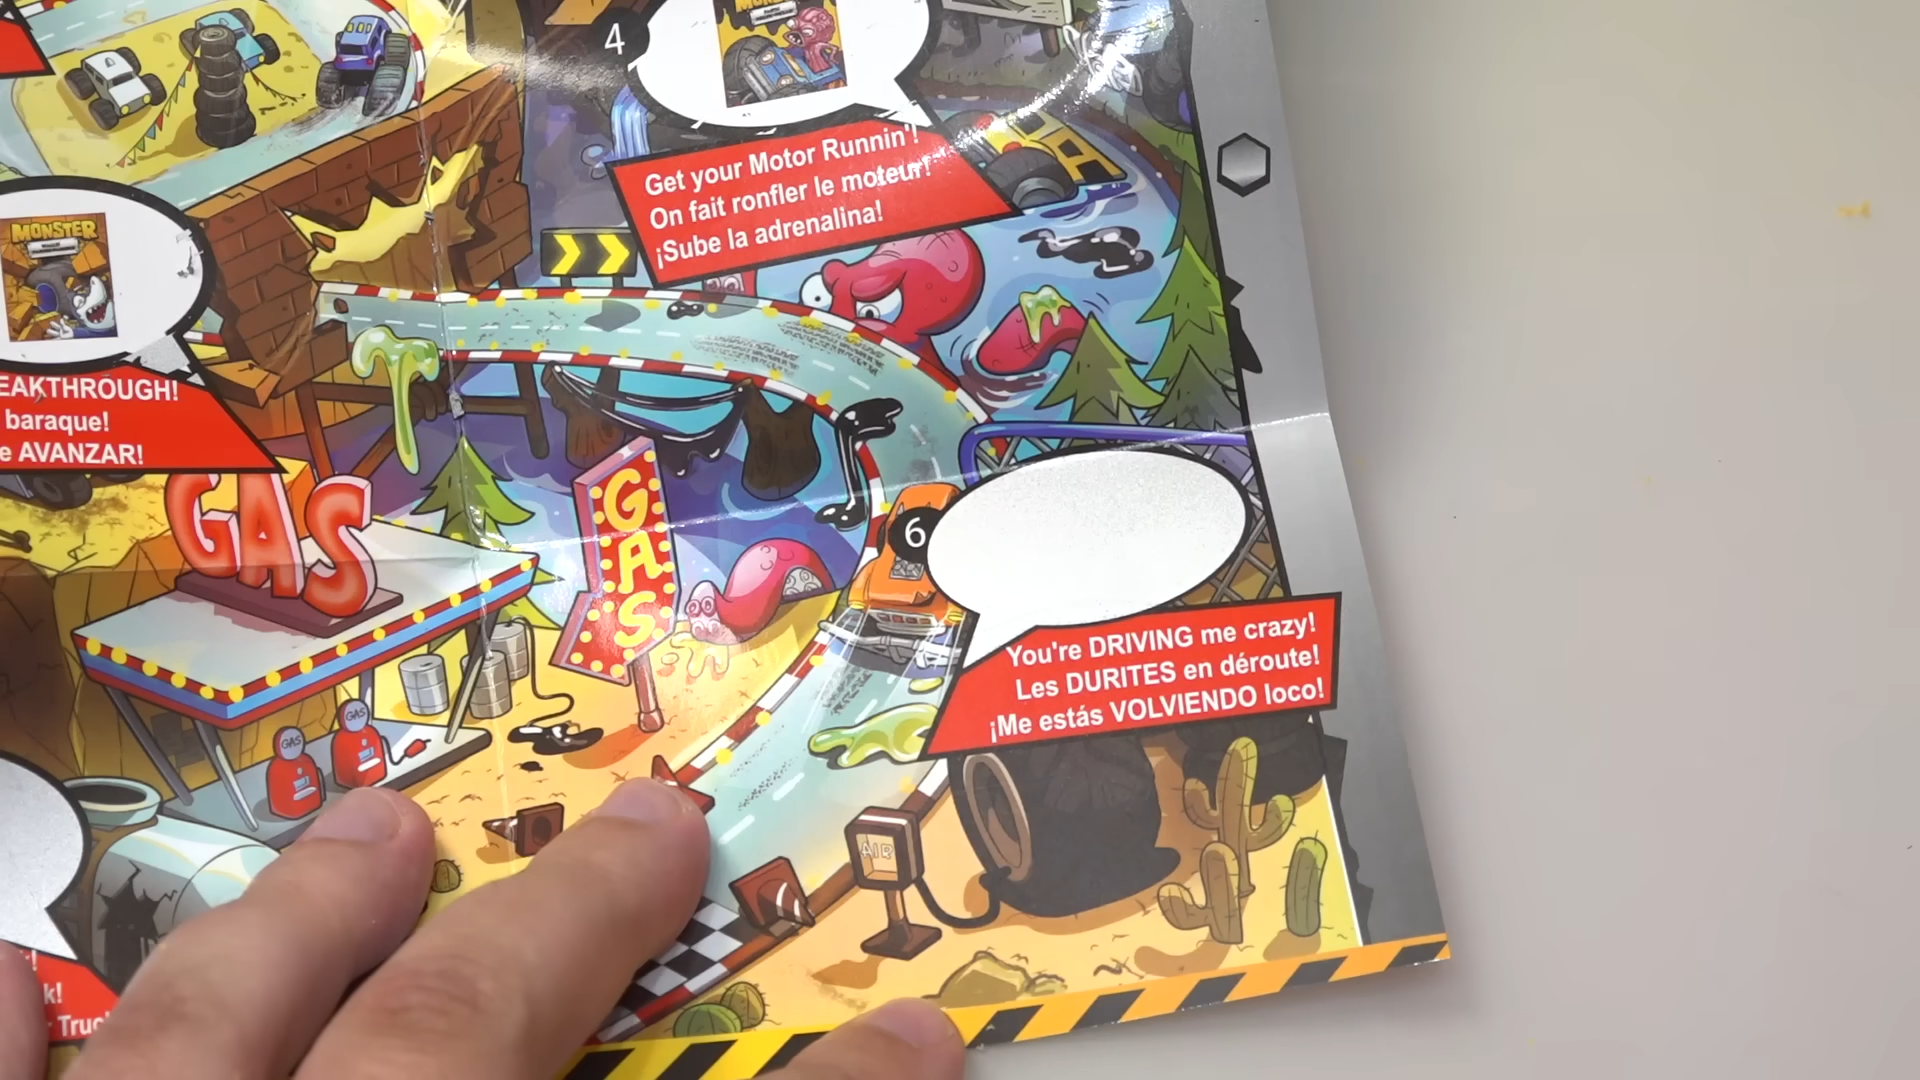 4
Get your Motor Runnin'!
On fait ronfler le moteur!
¡Sube la adrenalina!
MONSTER
EAKTHROUGH!
baraque!
e AVANZAR!
GAS
GAS
6
You're DRIVING me crazy!
Les DURITES en déroute!
¡Me estás VOLVIENDO loco!
GAS
GAS
AIR
k!
Truc